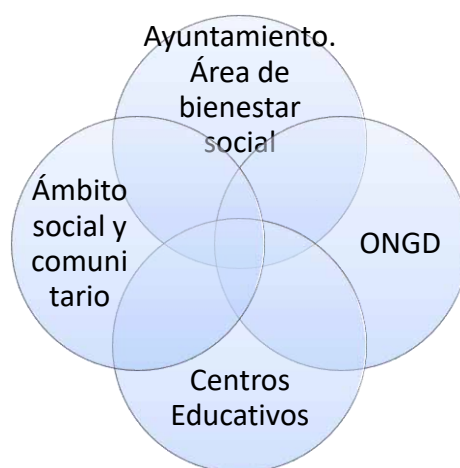 Ayuntamiento.
Área de
bienestar
social
Ámbito
social y
comuni
tario
ONGD
Centros
Educativos